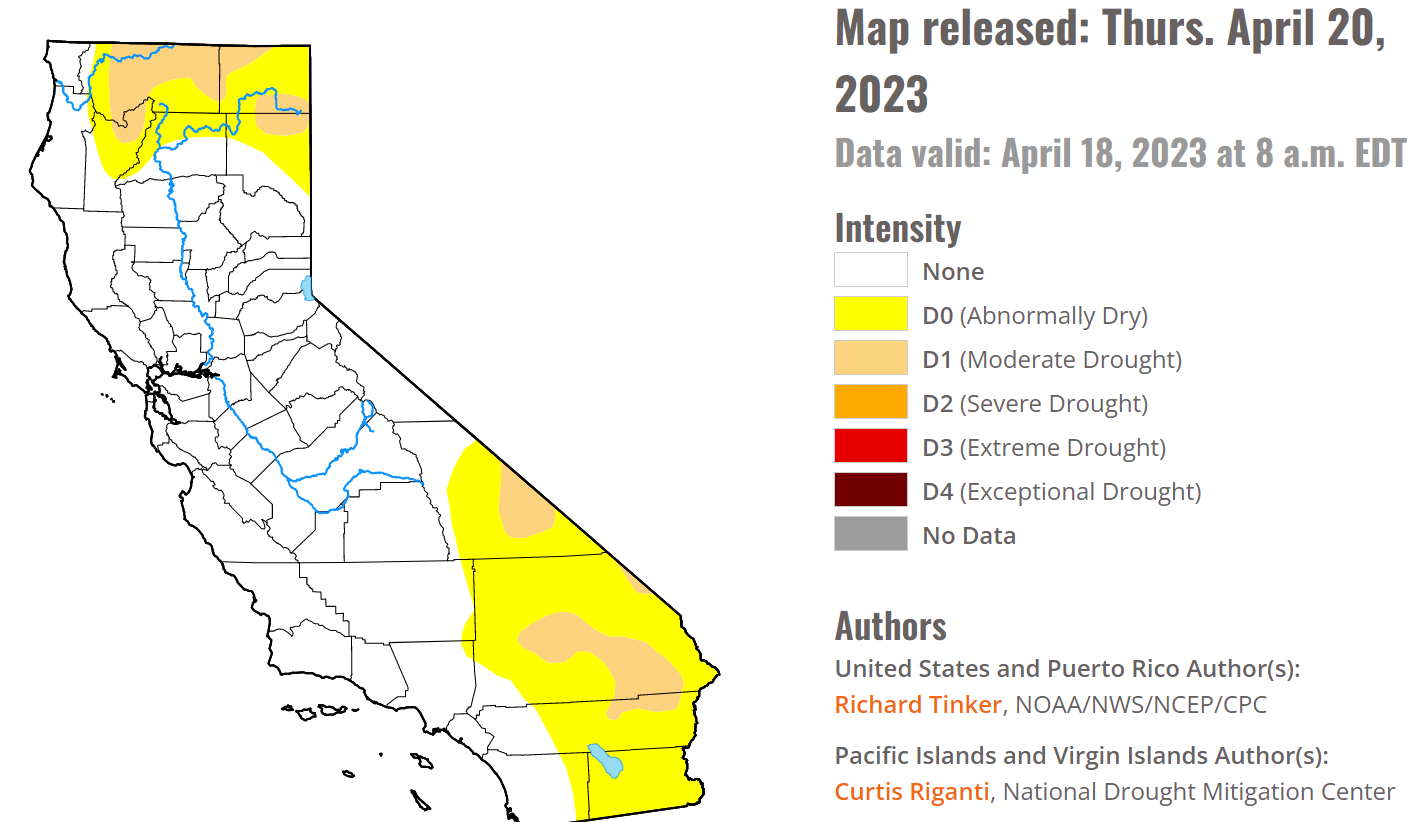 Map released: Thurs. April 20,
2023
Data valid: April 18, 2023 at 8 a.m. EDT
Intensity
None
D0 (Abnormally Dry)
D1 (Moderate Drought)
D2 (Severe Drought)
D3 (Extreme Drought)
D4 (Exceptional Drought)
No Data
Authors
United States and Puerto Rico Author(s):
Richard Tinker, NOAA/NWS/NCEP/CPC
Pacific Islands and Virgin Islands Author(s):
Curtis Riganti, National Drought Mitigation Center